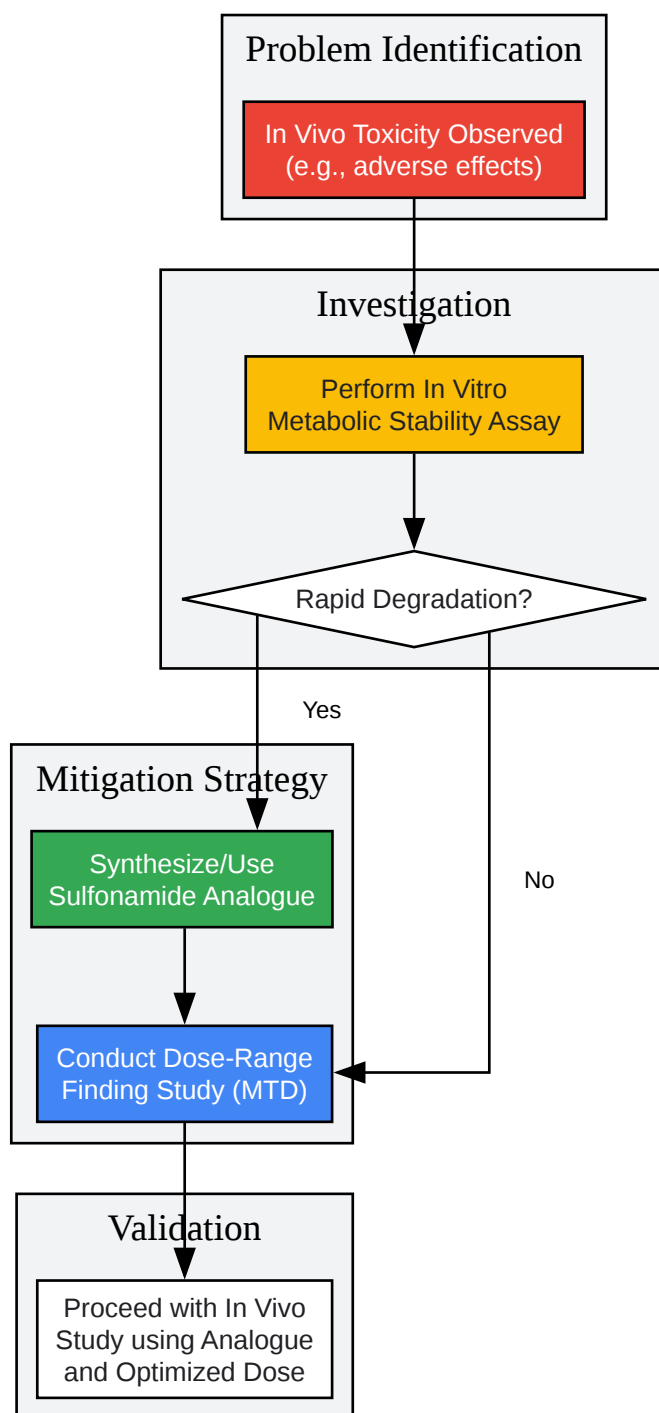 Problem Identification
In Vivo Toxicity Observed
(e.g., adverse effects)
Investigation
Perform In Vitro
Metabolic Stability Assay
Rapid Degradation?
Yes
Mitigation Strategy
Synthesize/Use
Sulfonamide Analogue
No
Conduct Dose-Range
Finding Study (MTD)
Validation
Proceed with In Vivo
Study using Analogue
and Optimized Dose